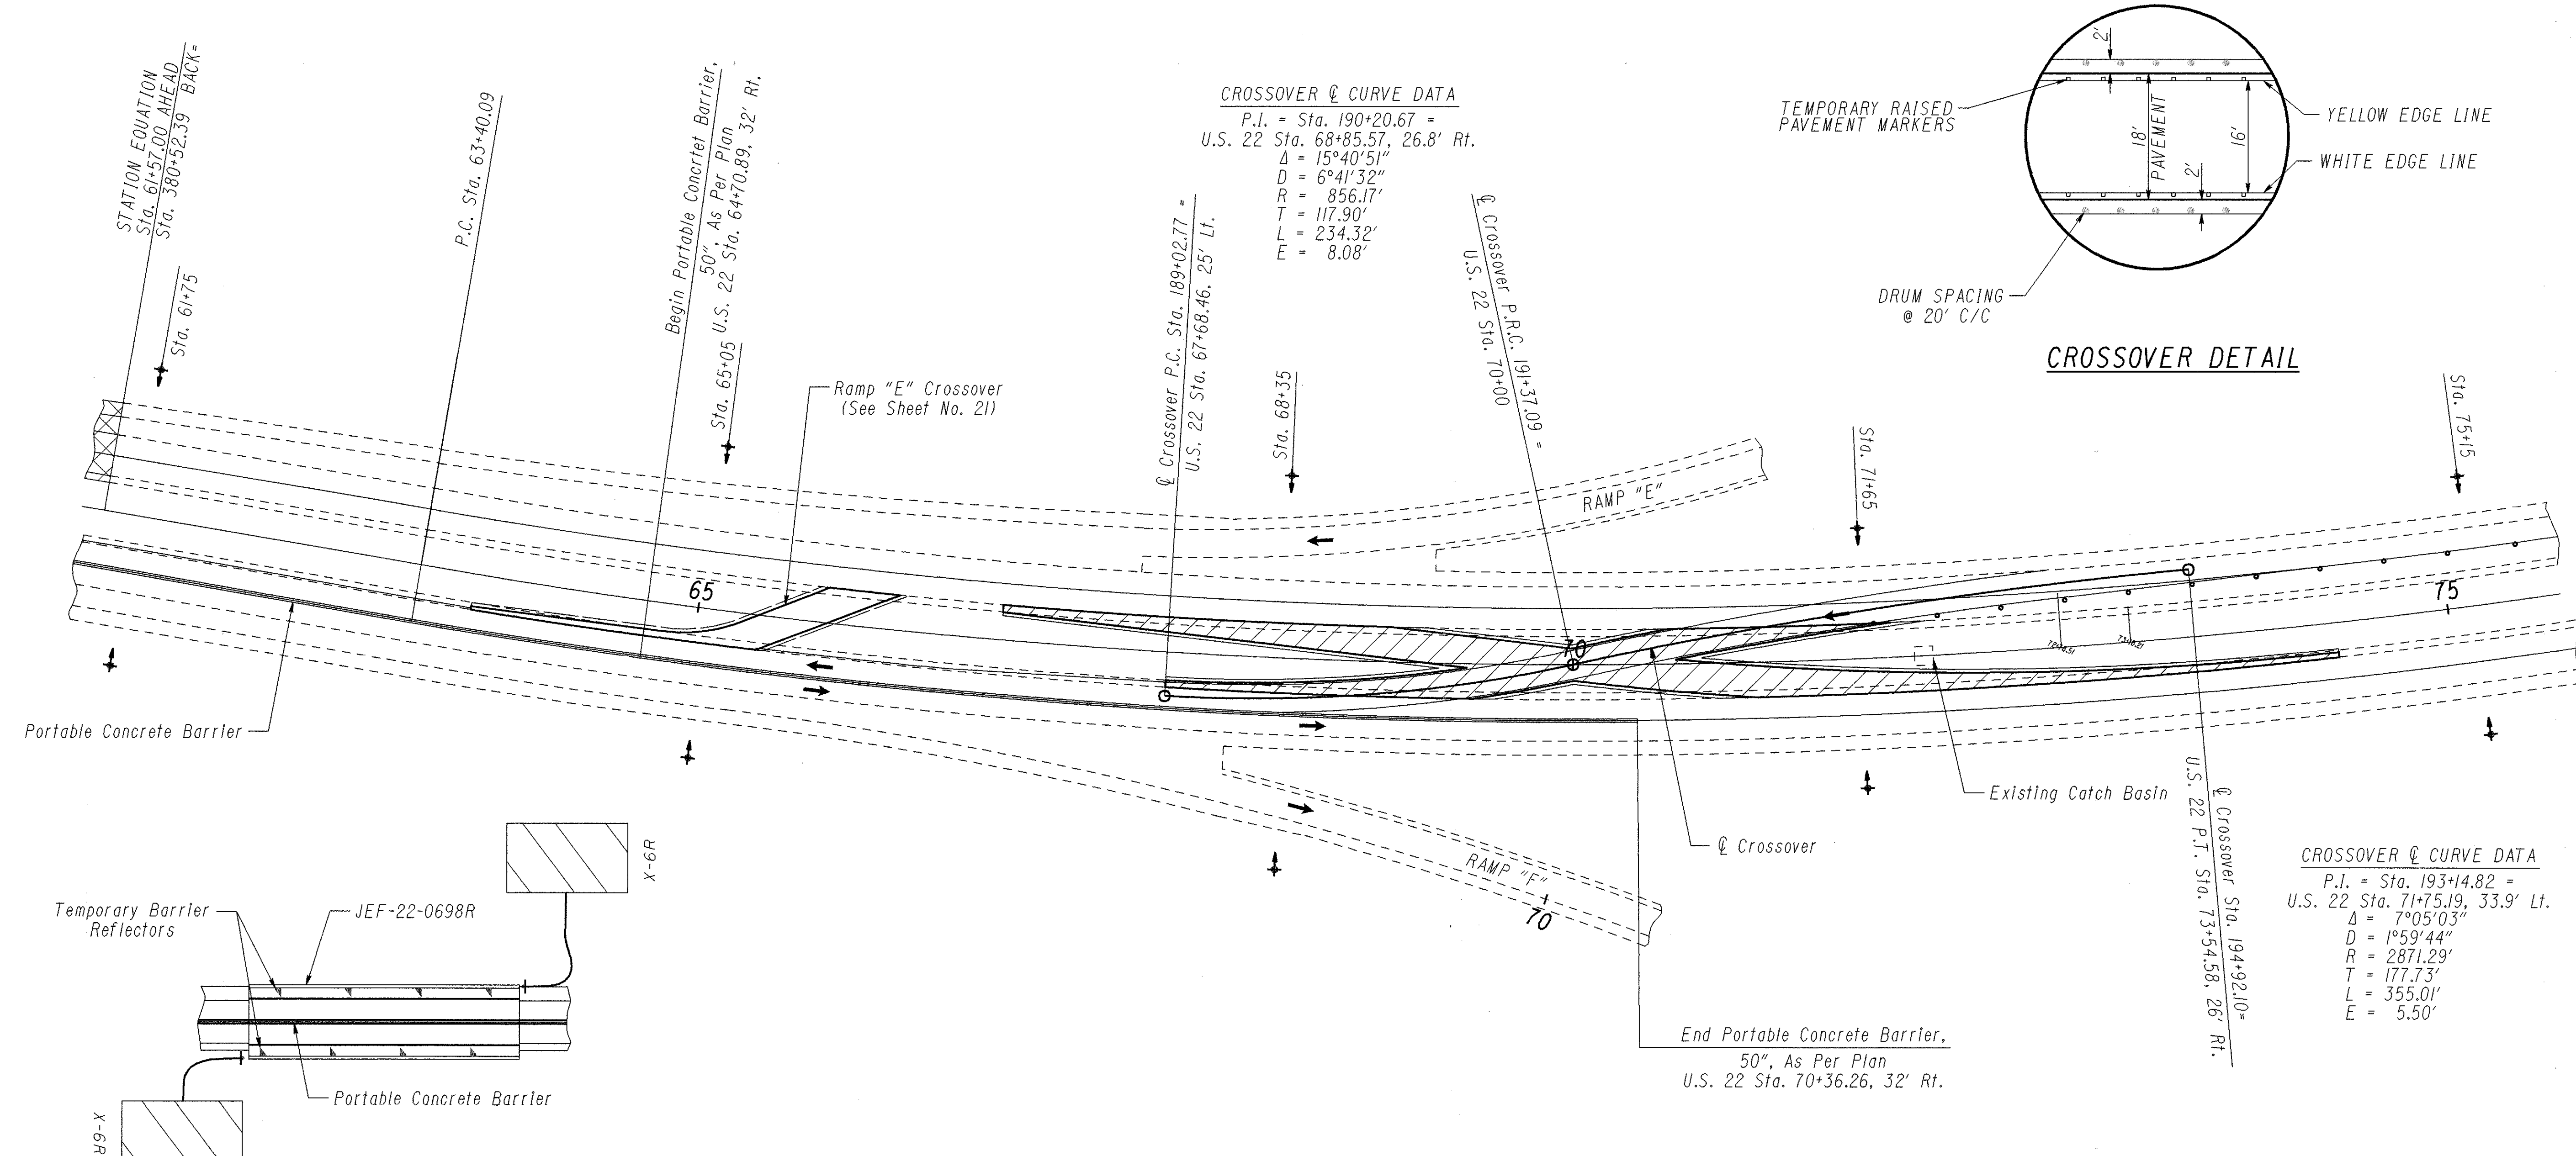 STATION EQUATION
Sta. 61+57.00 AHEAD
Sta. 380+52.39 BACK=
Sta. 61+75
P.C. Sta. 63+40.09
Begin Portable Concretet Barrier,
50", As Per Plan
U.S. 22 Sta. 64+70.89, 32' Rt.
Sta. 65+05
Ramp "E" Crossover
(See Sheet No. 21)
CROSSOVER ℄ CURVE DATA
P.I. = Sta. 190+20.67 =
U.S. 22 Sta. 68+85.57, 26.8' Rt.
Δ = 15°40'51"
D = 6°41'32"
R = 856.17'
T = 117.90'
L = 234.32'
E = 8.08'
℄ Crossover P.C. Sta. 189+02.77 =
U.S. 22 Sta. 67+68.46, 25' Lt.
Sta. 68+35
℄ Crossover P.R.C. 191+37.09 =
U.S. 22 Sta. 70+00
TEMPORARY RAISED
PAVEMENT MARKERS
2'
18'
PAVEMENT
16'
2'
YELLOW EDGE LINE
WHITE EDGE LINE
DRUM SPACING
@ 20' C/C
CROSSOVER DETAIL
Sta. 71+65
Sta. 75+15
RAMP "E"
65
70
75
Portable Concrete Barrier
Existing Catch Basin
℄ Crossover
RAMP "F"
70
℄ Crossover Sta. 194+92.10=
U.S. 22 P.T. Sta. 73+54.58, 26' Rt.
CROSSOVER ℄ CURVE DATA
P.I. = Sta. 193+14.82 =
U.S. 22 Sta. 71+75.19, 33.9' Lt.
Δ = 7°05'03"
D = 1°59'44"
R = 2871.29'
T = 177.73'
L = 355.01'
E = 5.50'
End Portable Concrete Barrier,
50", As Per Plan
U.S. 22 Sta. 70+36.26, 32' Rt.
X-6R
Temporary Barrier
Reflectors
JEF-22-0698R
Portable Concrete Barrier
X-6R